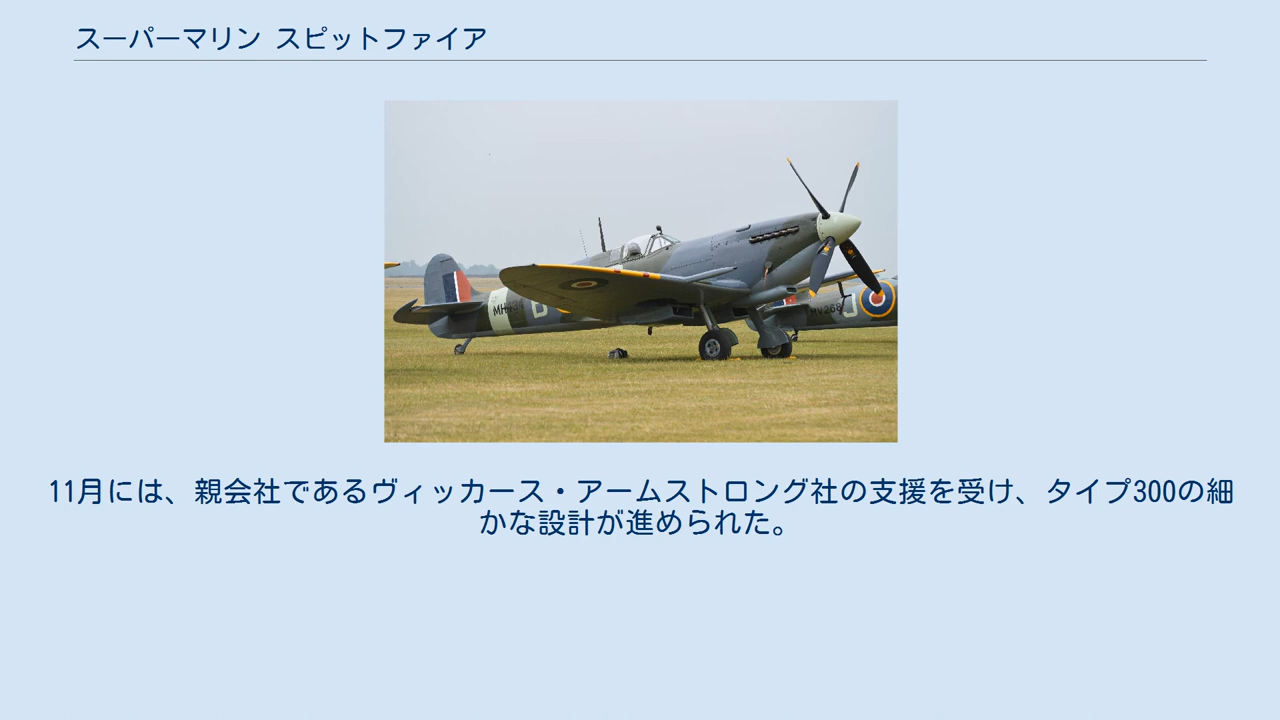 スーパーマリン スピットファイア
11月には、親会社であるヴィッカース・アームストロング社の支援を受け、タイプ300の細
かな設計が進められた。